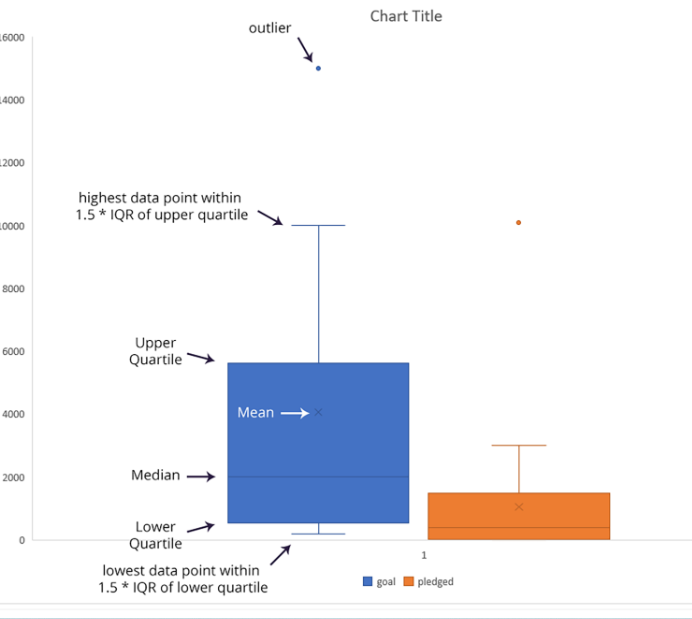 Chart Title
outlier
16000
14000
12000
highest data point within
1.5 * IQR of upper quartile
10000
8000
Upper
Quartile
6000
Mean
4000
Median
2000
Lower
Quartile
0
1
lowest data point within
1.5 * IQR of lower quartile
goal
pledged